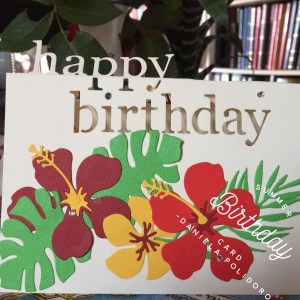 happy
birthday
SUMMER
Birthday
CARD
-DANIELA POLIDORO-